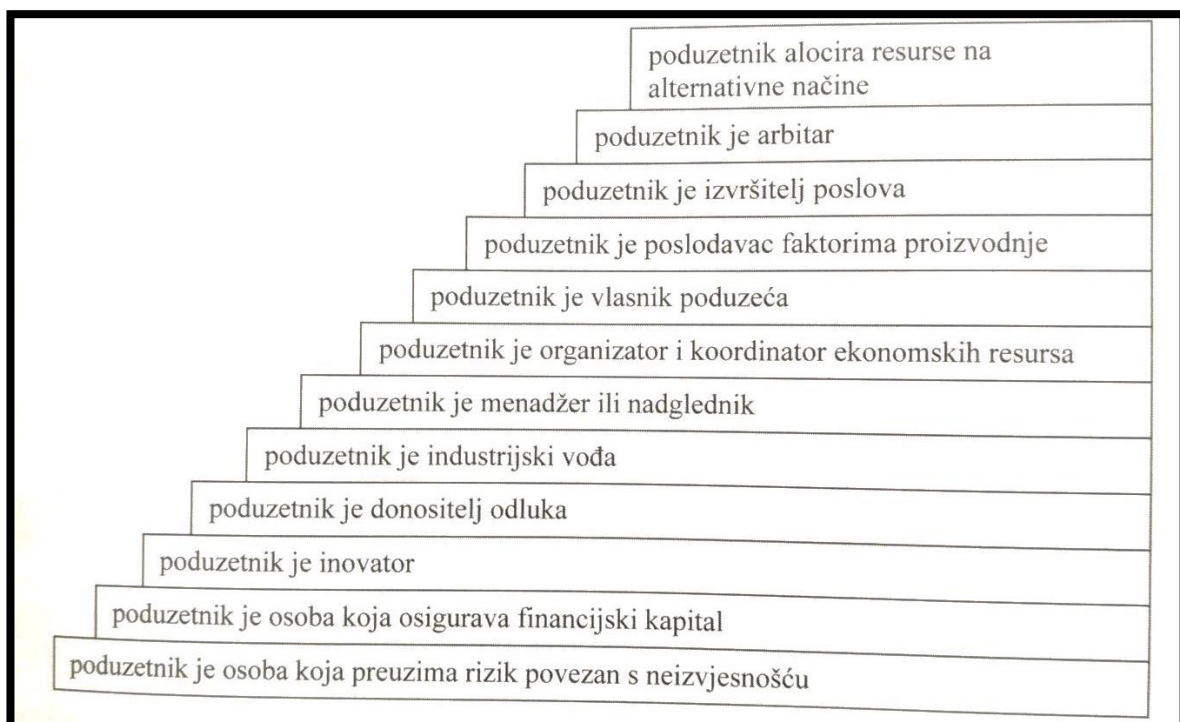 poduzetnik alocira resurse na
alternativne načine
poduzetnik je arbitar
poduzetnik je izvršitelj poslova
poduzetnik je poslodavac faktorima proizvodnje
poduzetnik je vlasnik poduzeća
poduzetnik je organizator i koordinator ekonomskih resursa
poduzetnik je menadžer ili nadglednik
poduzetnik je industrijski vođa
poduzetnik je donositelj odluka
poduzetnik je inovator
poduzetnik je osoba koja osigurava financijski kapital
poduzetnik je osoba koja preuzima rizik povezan s neizvjesnošću